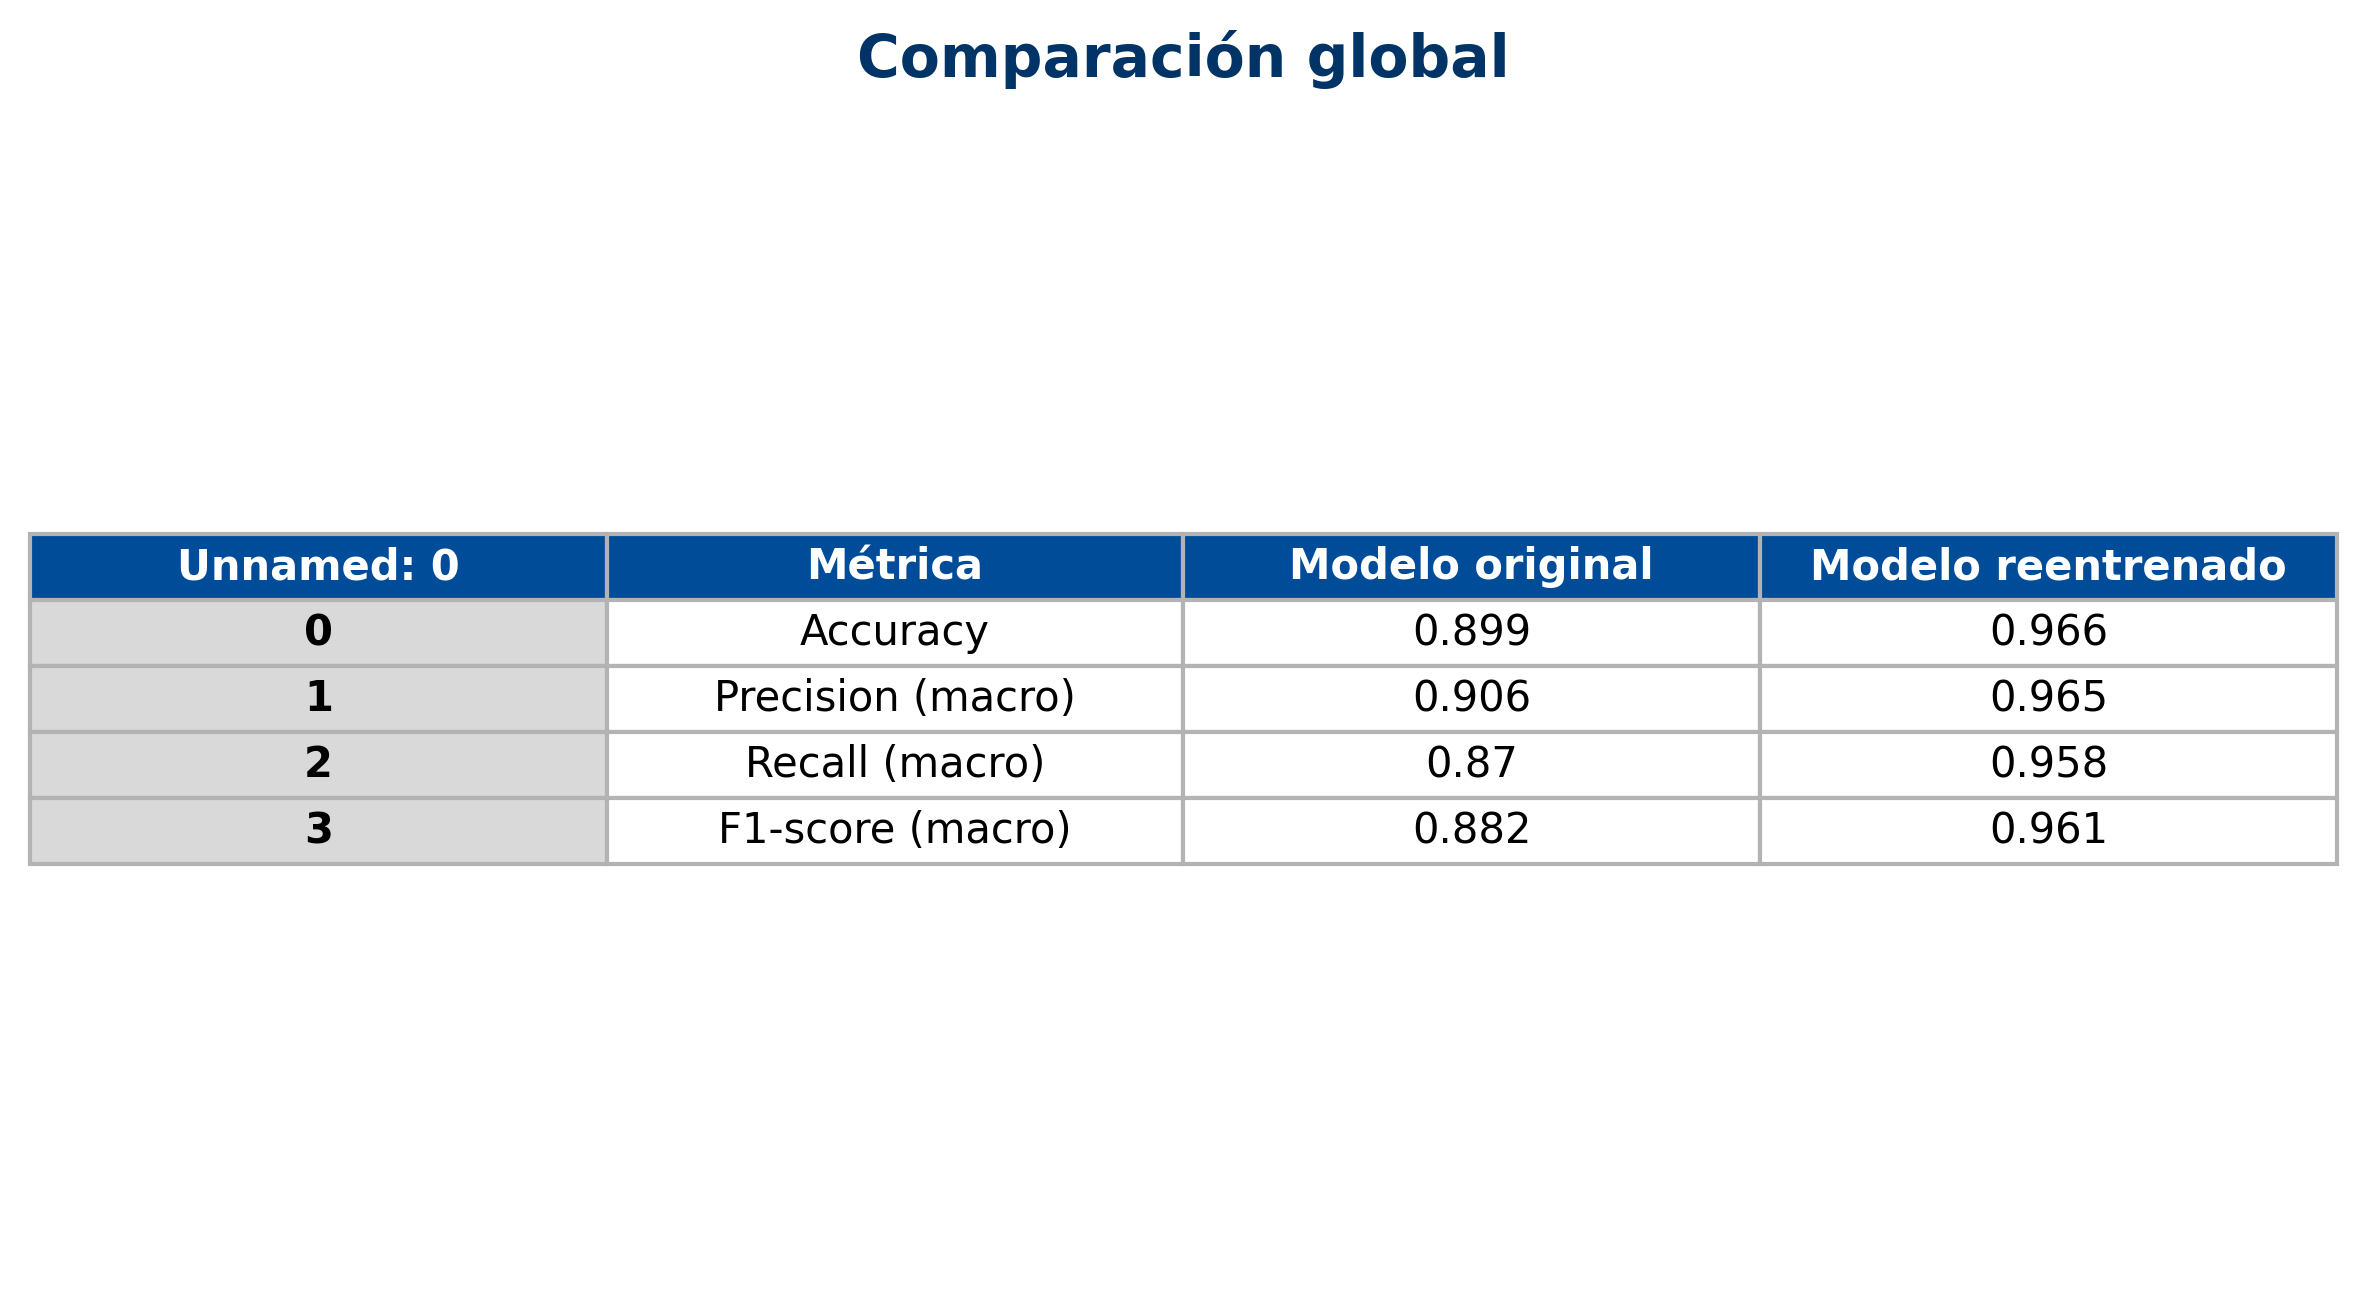 Comparación global
Unnamed: 0 Métrica Modelo original Modelo reentrenado
0 Accuracy 0.899 0.966
1 Precision (macro) 0.906 0.965
2 Recall (macro) 0.87 0.958
3 F1-score (macro) 0.882 0.961